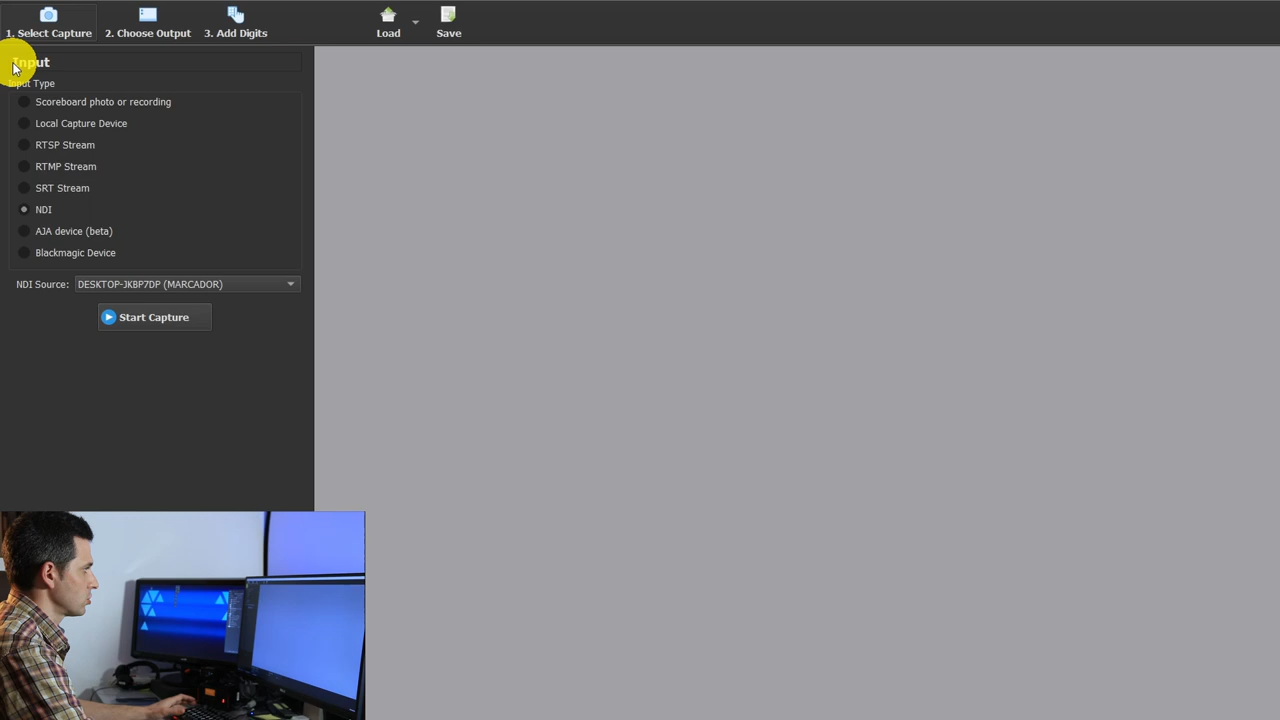 1. Select Capture
2. Choose Output
3. Add Digits
Load
Save
Input
Input Type
Scoreboard photo or recording
Local Capture Device
RTSP Stream
RTMP Stream
SRT Stream
NDI
AJA device (beta)
Blackmagic Device
NDI Source: DESKTOP-JKBP7DP (MARCADOR)
Start Capture